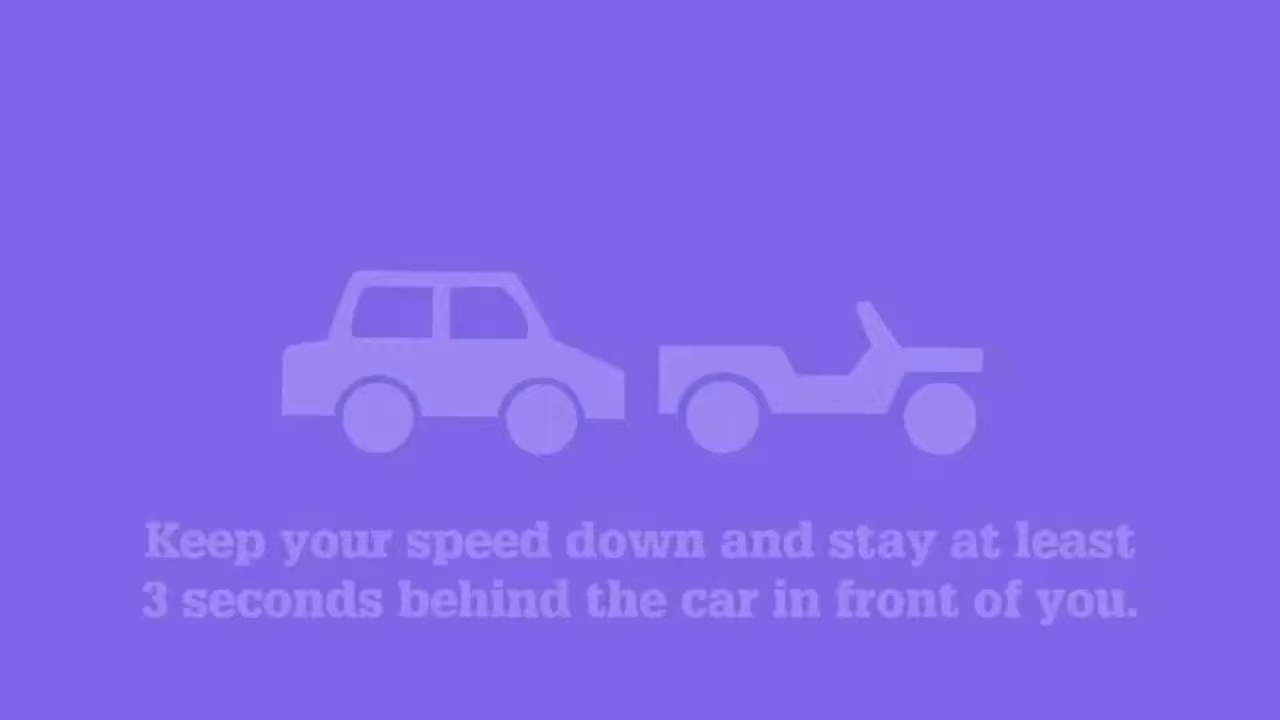 Keep your speed down and stay at least
3 seconds behind the car in front of you.